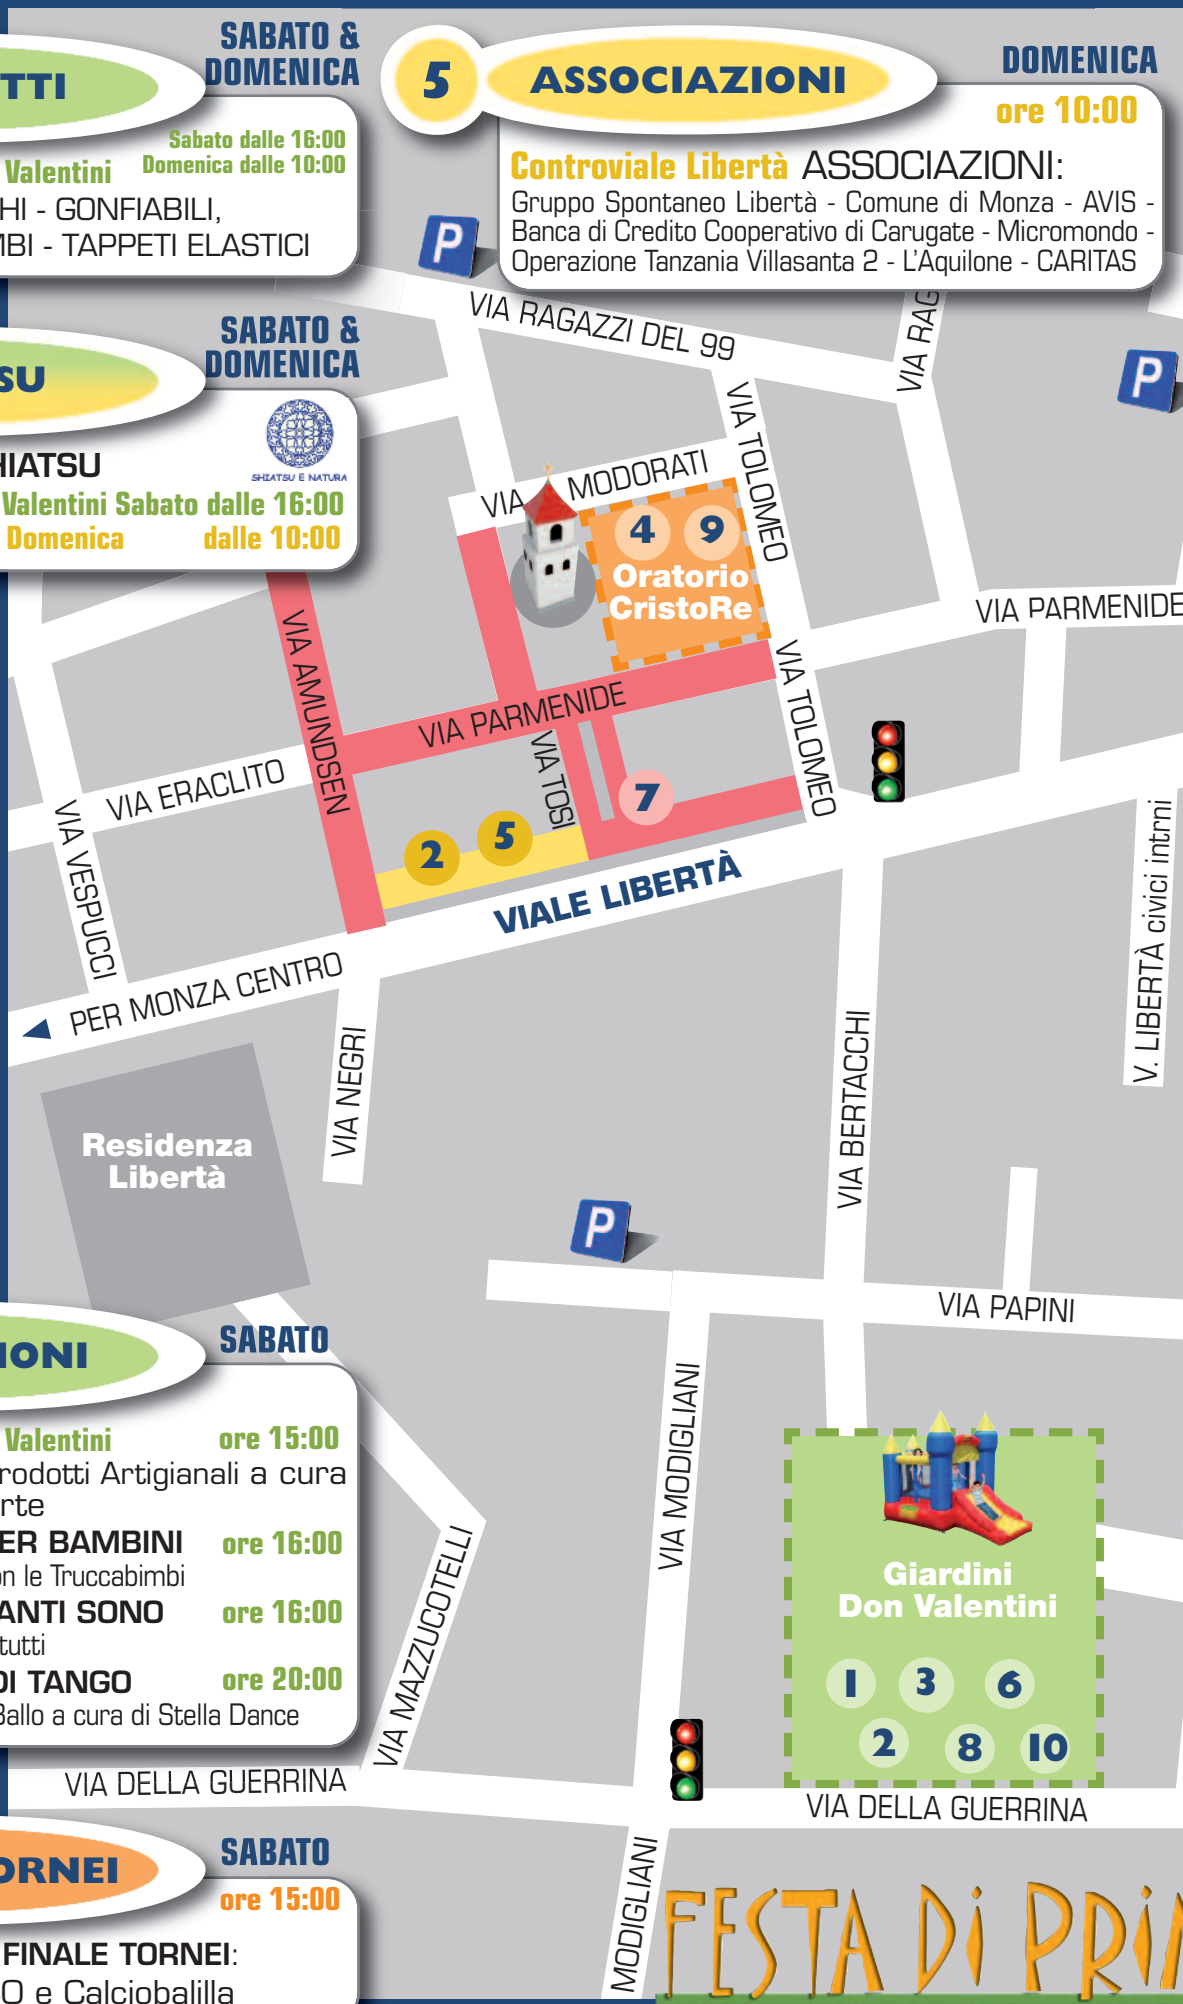 SABATO &
DOMENICA
TTI
Sabato dalle 16:00
Valentini Domenica dalle 10:00
HI - GONFIABILI,
MBI - TAPPETI ELASTICI
5 ASSOCIAZIONI
DOMENICA
ore 10:00
Controviale Libertà ASSOCIAZIONI:
Gruppo Spontaneo Libertà - Comune di Monza - AVIS -
Banca di Credito Cooperativo di Carugate - Micromondo -
Operazione Tanzania Villasanta 2 - L'Aquilone - CARITAS
SABATO &
DOMENICA
SU
SHIATSU E NATURA
HIATSU
Valentini Sabato dalle 16:00
Domenica dalle 10:00
P
VIA RAGAZZI DEL 99
VIA RAG
P
VIA TOLOMEO
VIA MODORATI
4 9
Oratorio
CristoRe
VIA PARMENIDE
VIA AMUNDSEN
VIA PARMENIDE
VIA TOLOMEO
VIA TOSI
VIA ERACLITO
7
VIA VESPUCCI
2 5
VIALE LIBERTÀ
V. LIBERTÀ civici intrni
PER MONZA CENTRO
VIA NEGRI
VIA BERTACCHI
Residenza
Libertà
P
VIA PAPINI
SABATO
IONI
Valentini ore 15:00
rodotti Artigianali a cura
rte
ER BAMBINI ore 16:00
on le Truccabimbi
ANTI SONO ore 16:00
tutti
DI TANGO ore 20:00
Ballo a cura di Stella Dance
VIA MODIGLIANI
VIA MAZZUCOTELLI
Giardini
Don Valentini
1 3 6
2 8 10
VIA DELLA GUERRINA
VIA DELLA GUERRINA
SABATO
ORNEI
ore 15:00
FINALE TORNEI:
SO e Calciobalilla
MODIGLIANI
FESTA Di PRiM